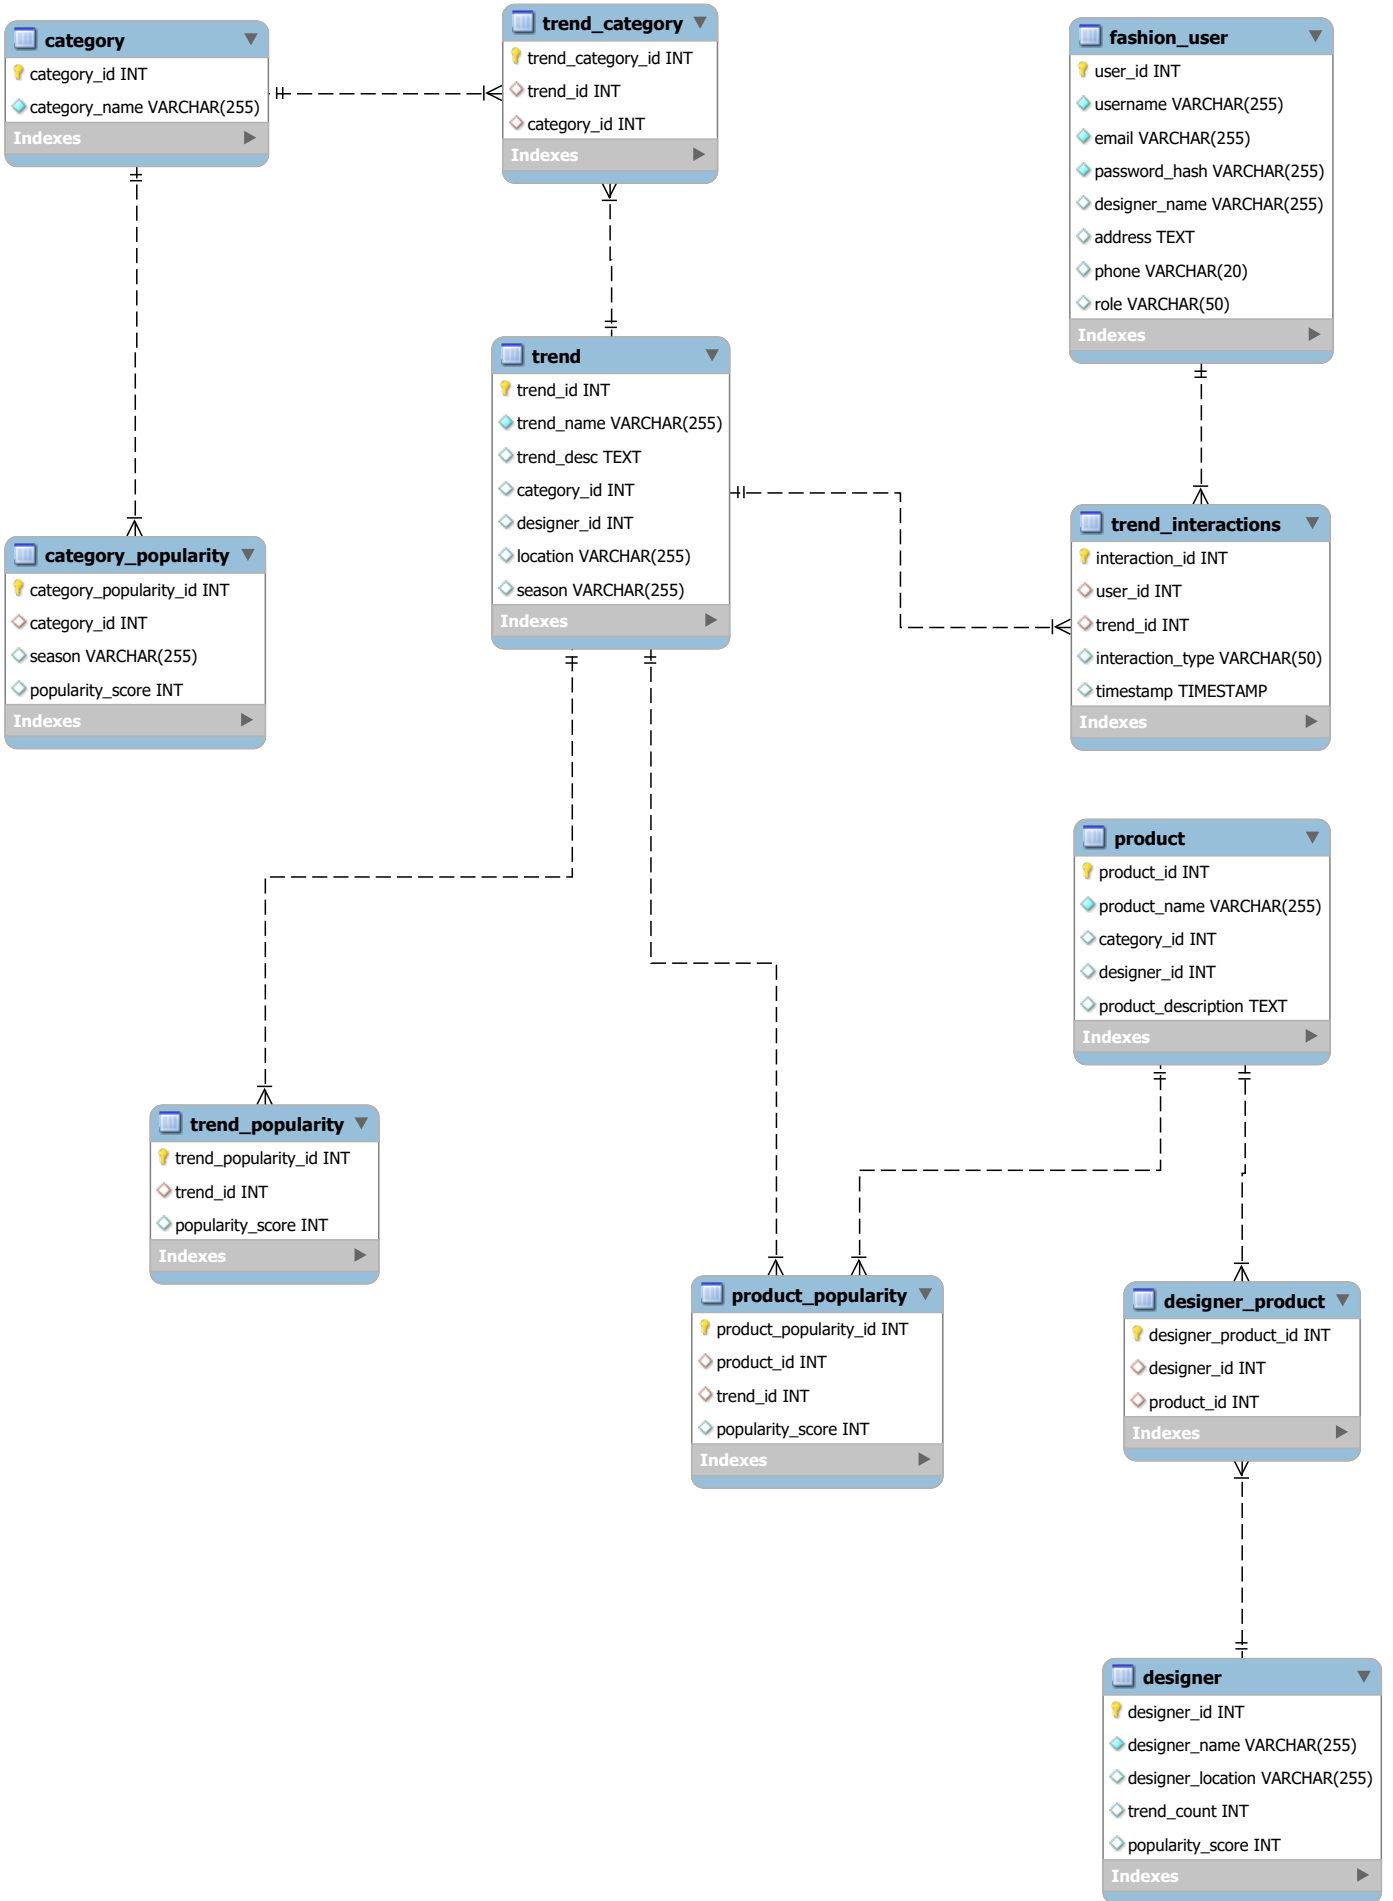 category
category_id INT
category_name VARCHAR(255)
Indexes
trend_category
trend_category_id INT
trend_id INT
category_id INT
Indexes
fashion_user
user_id INT
username VARCHAR(255)
email VARCHAR(255)
password_hash VARCHAR(255)
designer_name VARCHAR(255)
address TEXT
phone VARCHAR(20)
role VARCHAR(50)
Indexes
trend
trend_id INT
trend_name VARCHAR(255)
trend_desc TEXT
category_id INT
designer_id INT
location VARCHAR(255)
season VARCHAR(255)
Indexes
category_popularity
category_popularity_id INT
category_id INT
season VARCHAR(255)
popularity_score INT
Indexes
trend_interactions
interaction_id INT
user_id INT
trend_id INT
interaction_type VARCHAR(50)
timestamp TIMESTAMP
Indexes
product
product_id INT
product_name VARCHAR(255)
category_id INT
designer_id INT
product_description TEXT
Indexes
trend_popularity
trend_popularity_id INT
trend_id INT
popularity_score INT
Indexes
product_popularity
product_popularity_id INT
product_id INT
trend_id INT
popularity_score INT
Indexes
designer_product
designer_product_id INT
designer_id INT
product_id INT
Indexes
designer
designer_id INT
designer_name VARCHAR(255)
designer_location VARCHAR(255)
trend_count INT
popularity_score INT
Indexes